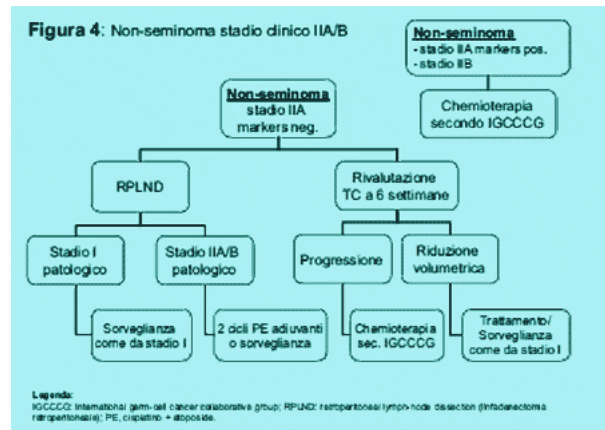 Figura 4: Non-seminoma stadio clinico IIA/B
Non-seminoma
- stadio IIA markers pos.
- stadio IIB
Chemioterapia
secondo IGCCCG
Non-seminoma
stadio IIA
markers neg.
RPLND
Rivalutazione
TC a 6 settimane
Stadio I
patologico
Stadio IIA/B
patologico
Progressione
Riduzione
volumetrica
Sorveglianza
come da stadio I
2 cicli PE adiuvanti
o sorveglianza
Chemioterapia
sec. IGCCCG
Trattamento/
Sorveglianza
come da stadio I
Legenda:
IGCCCG: International germ-cell cancer collaborative group; RPLND: retroperitoneal lymph-node dissection (linfadenectomia
retroperitoneale); PE, cisplatino + etoposide.